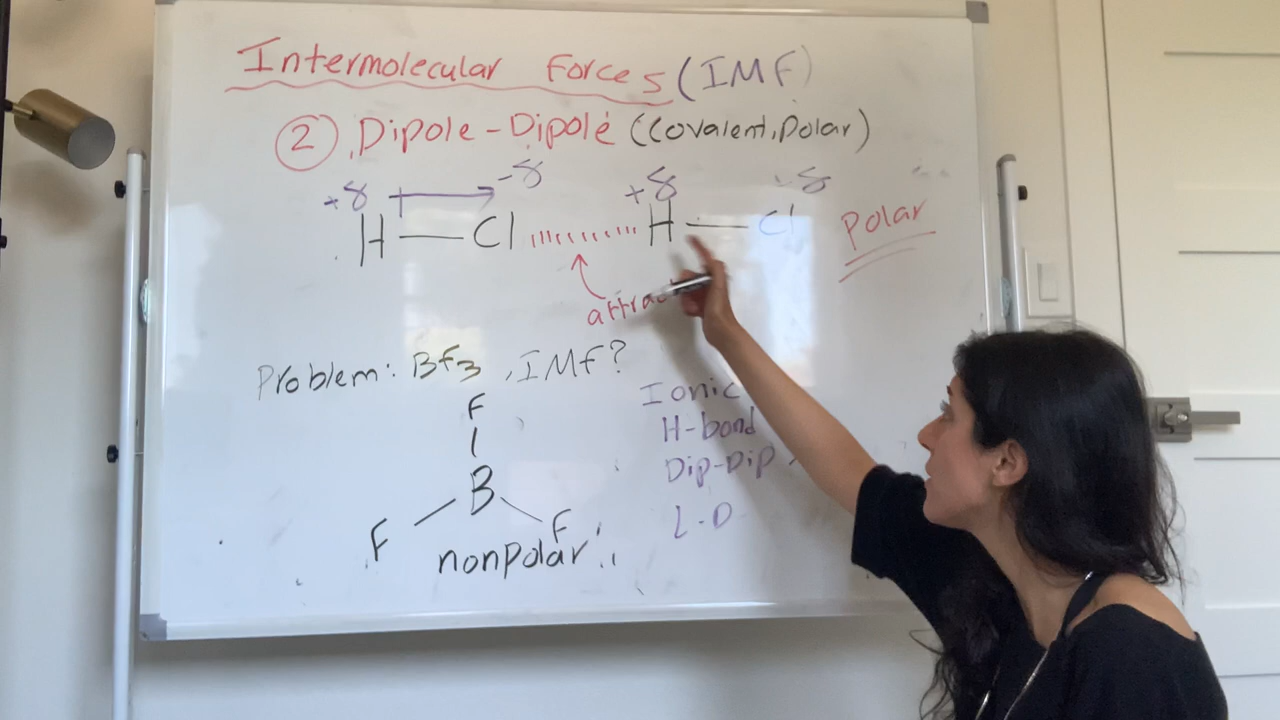 Intermolecular Forces (IMF)
② Dipole-Dipole (Covalent, Polar)
+δ -δ +δ -δ
H — Cl H — Cl Polar
Problem: BF3, IMF?
F
Ionic
H-bond
B
Dip-Dip
F F
L-D
nonpolar